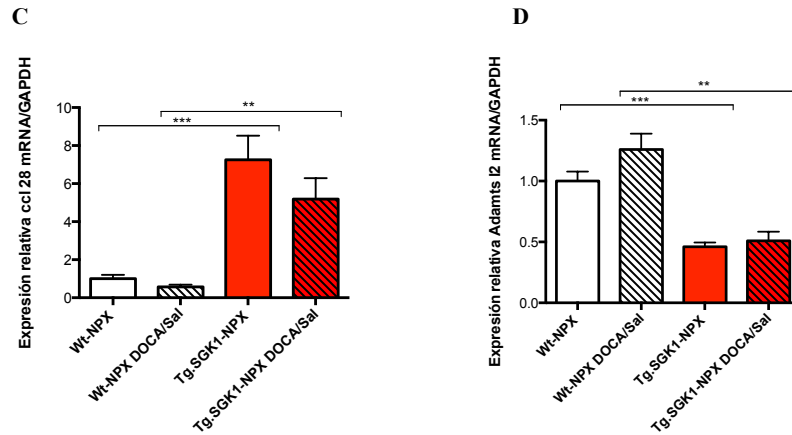 C
Expresión relativa ccl 28 mRNA/GAPDH
10
8
6
4
2
0
**
***
Wt-NPX
Wt-NPX DOCA/Sal
Tg.SGK1-NPX
Tg.SGK1-NPX DOCA/Sal
D
Expresión relativa Adamts l2 mRNA/GAPDH
1.5
1.0
0.5
0.0
**
***
Wt-NPX
Wt-NPX DOCA/Sal
Tg.SGK1-NPX
Tg.SGK1-NPX DOCA/Sal